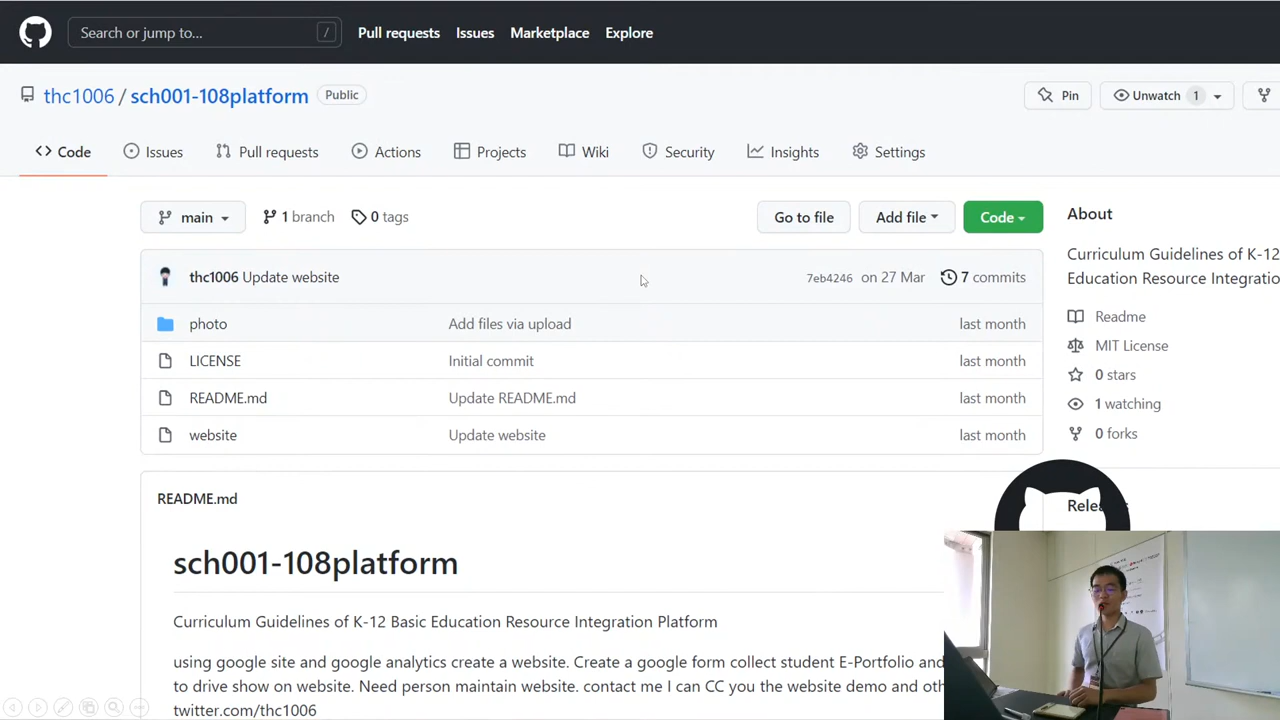 Search or jump to... /
Pull requests Issues Marketplace Explore
thc1006 / sch001-108platform Public
Pin Unwatch 1
Code Issues Pull requests Actions Projects Wiki Security Insights Settings
main 1 branch 0 tags Go to file Add file Code
thc1006 Update website 7eb4246 on 27 Mar 7 commits
photo Add files via upload last month
LICENSE Initial commit last month
README.md Update README.md last month
website Update website last month
About
Curriculum Guidelines of K-12
Education Resource Integratio
Readme
MIT License
0 stars
1 watching
0 forks
Rele
README.md
sch001-108platform
Curriculum Guidelines of K-12 Basic Education Resource Integration Platform
using google site and google analytics create a website. Create a google form collect student E-Portfolio and
to drive show on website. Need person maintain website. contact me I can CC you the website demo and oth
twitter.com/thc1006